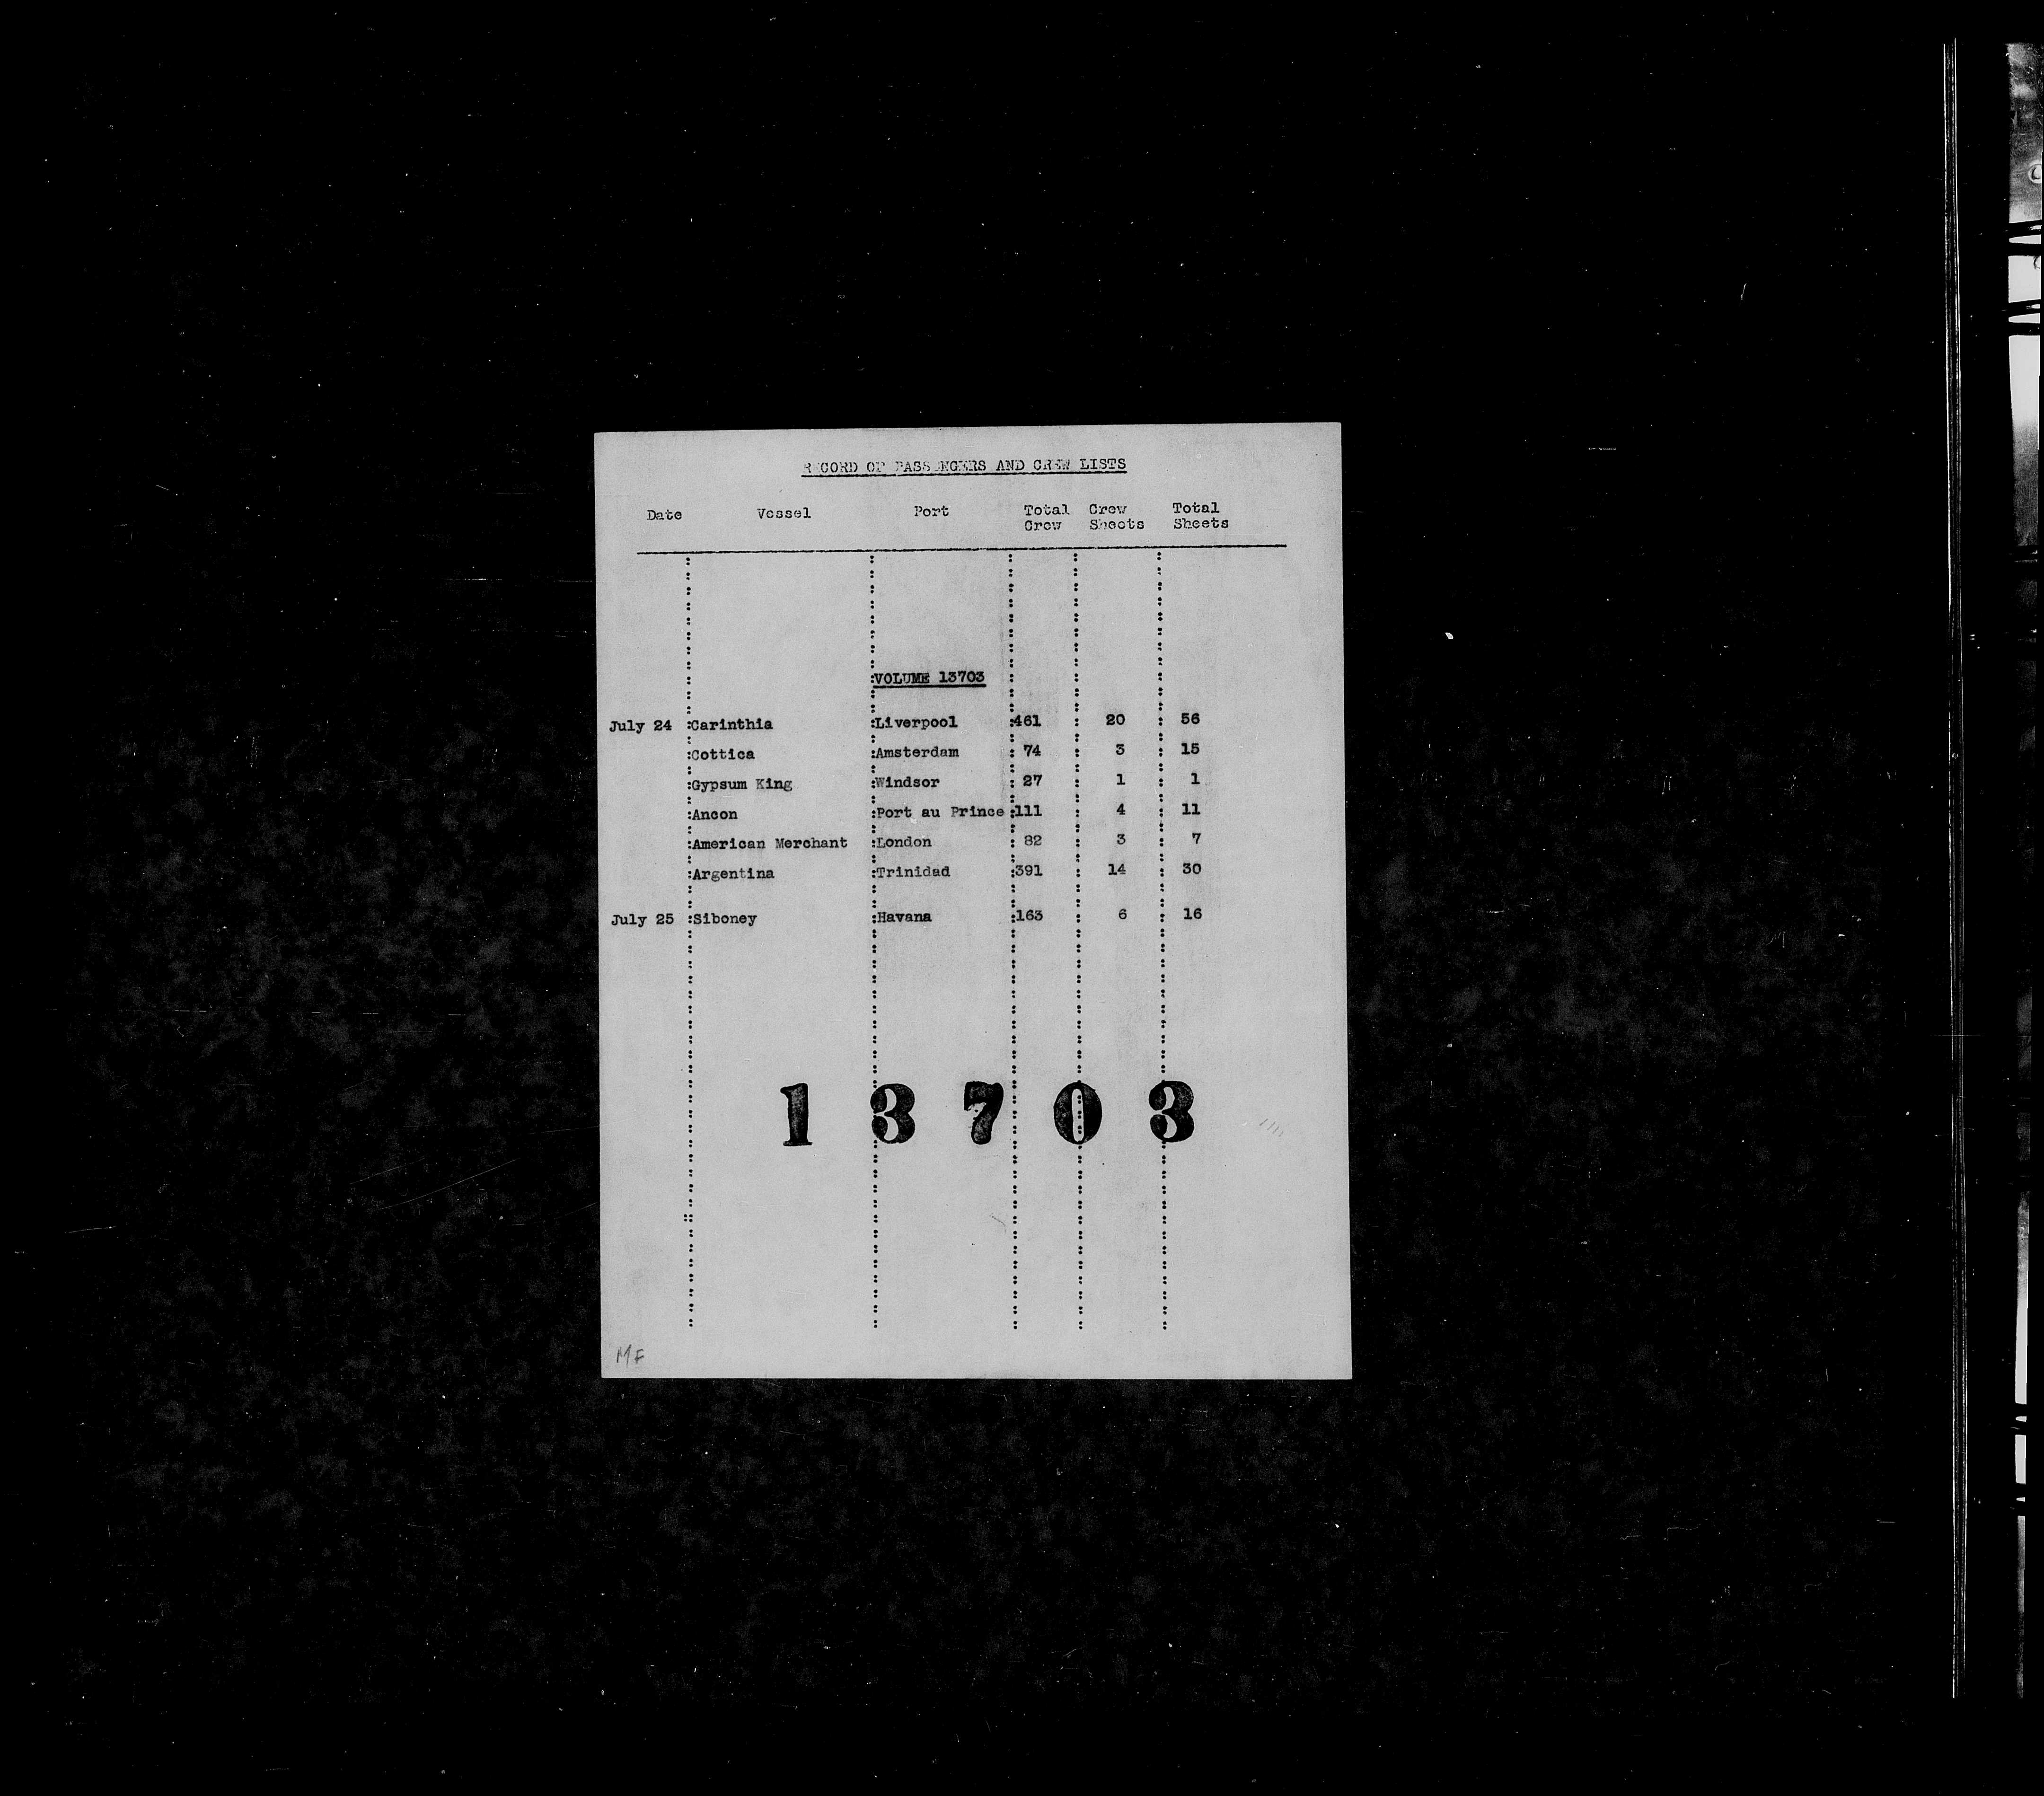 RECORD OF PASSENGERS AND CREW LISTS
Date Vessel Port Total Crew Crew Sheets Total Sheets
VOLUME 13703
July 24 :Carinthia :Liverpool :461 : 20 : 56
:Cottica :Amsterdam : 74 : 3 : 15
:Gypsum King :Windsor : 27 : 1 : 1
:Ancon :Port au Prince :111 : 4 : 11
:American Merchant :London : 82 : 3 : 7
:Argentina :Trinidad :391 : 14 : 30
July 25 :Siboney :Havana :163 : 6 : 16
13703
MF